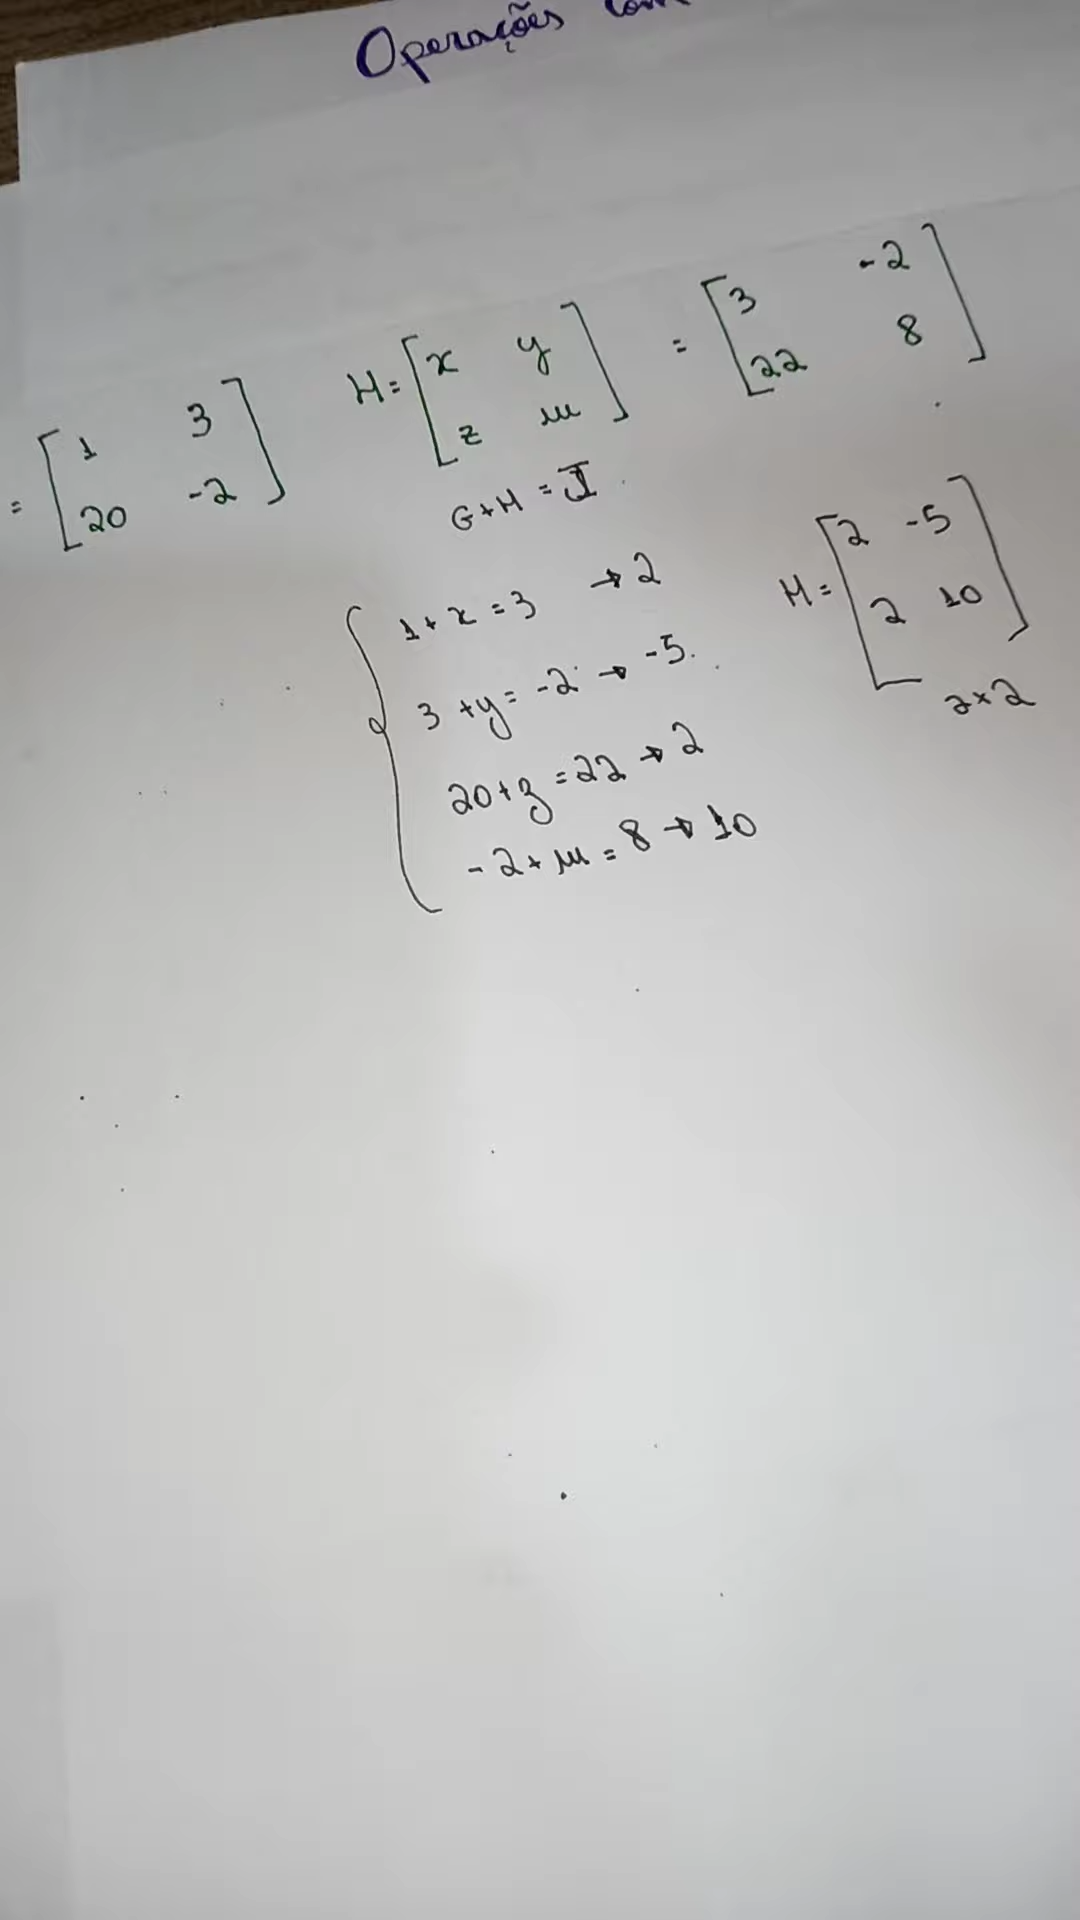 Operações com
= [1 3
20 -2] H = [x y
z w] = [3 -2
22 8]
G+H = I
{ 1 + x = 3 → 2
3 + y = -2 → -5
20 + z = 22 → 2
-2 + w = 8 → 10
H = [2 -5
2 10] 2x2